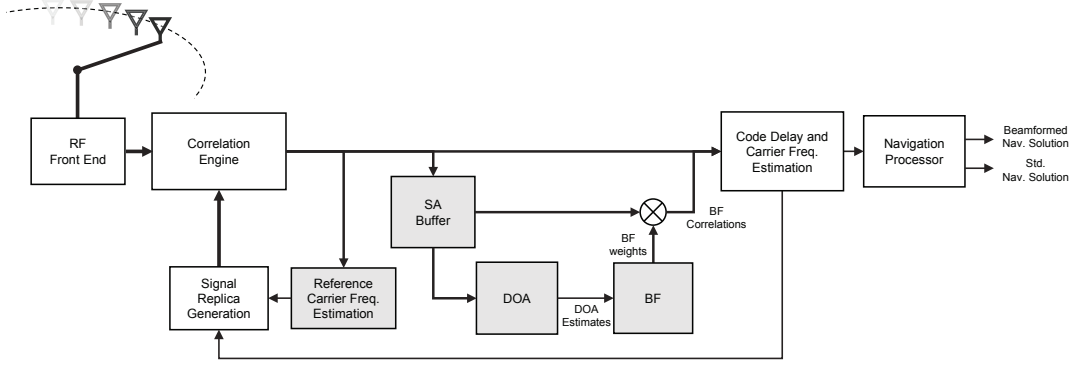 RF
Front End
Correlation
Engine
Code Delay and
Carrier Freq.
Estimation
Navigation
Processor
Beamformed
Nav. Solution
Std.
Nav. Solution
SA
Buffer
BF
Correlations
BF
weights
Signal
Replica
Generation
Reference
Carrier Freq.
Estimation
DOA
DOA
Estimates
BF